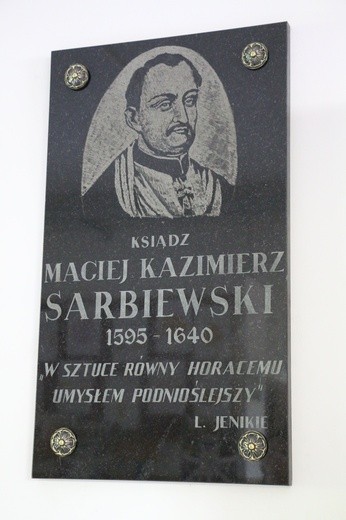 KSIĄDZ
MACIEJ KAZIMIERZ
SARBIEWSKI
1595 - 1640
„W SZTUCE RÓWNY HORACEMU
UMYSŁEM PODNIOŚLEJSZY"
L. JENIKIE